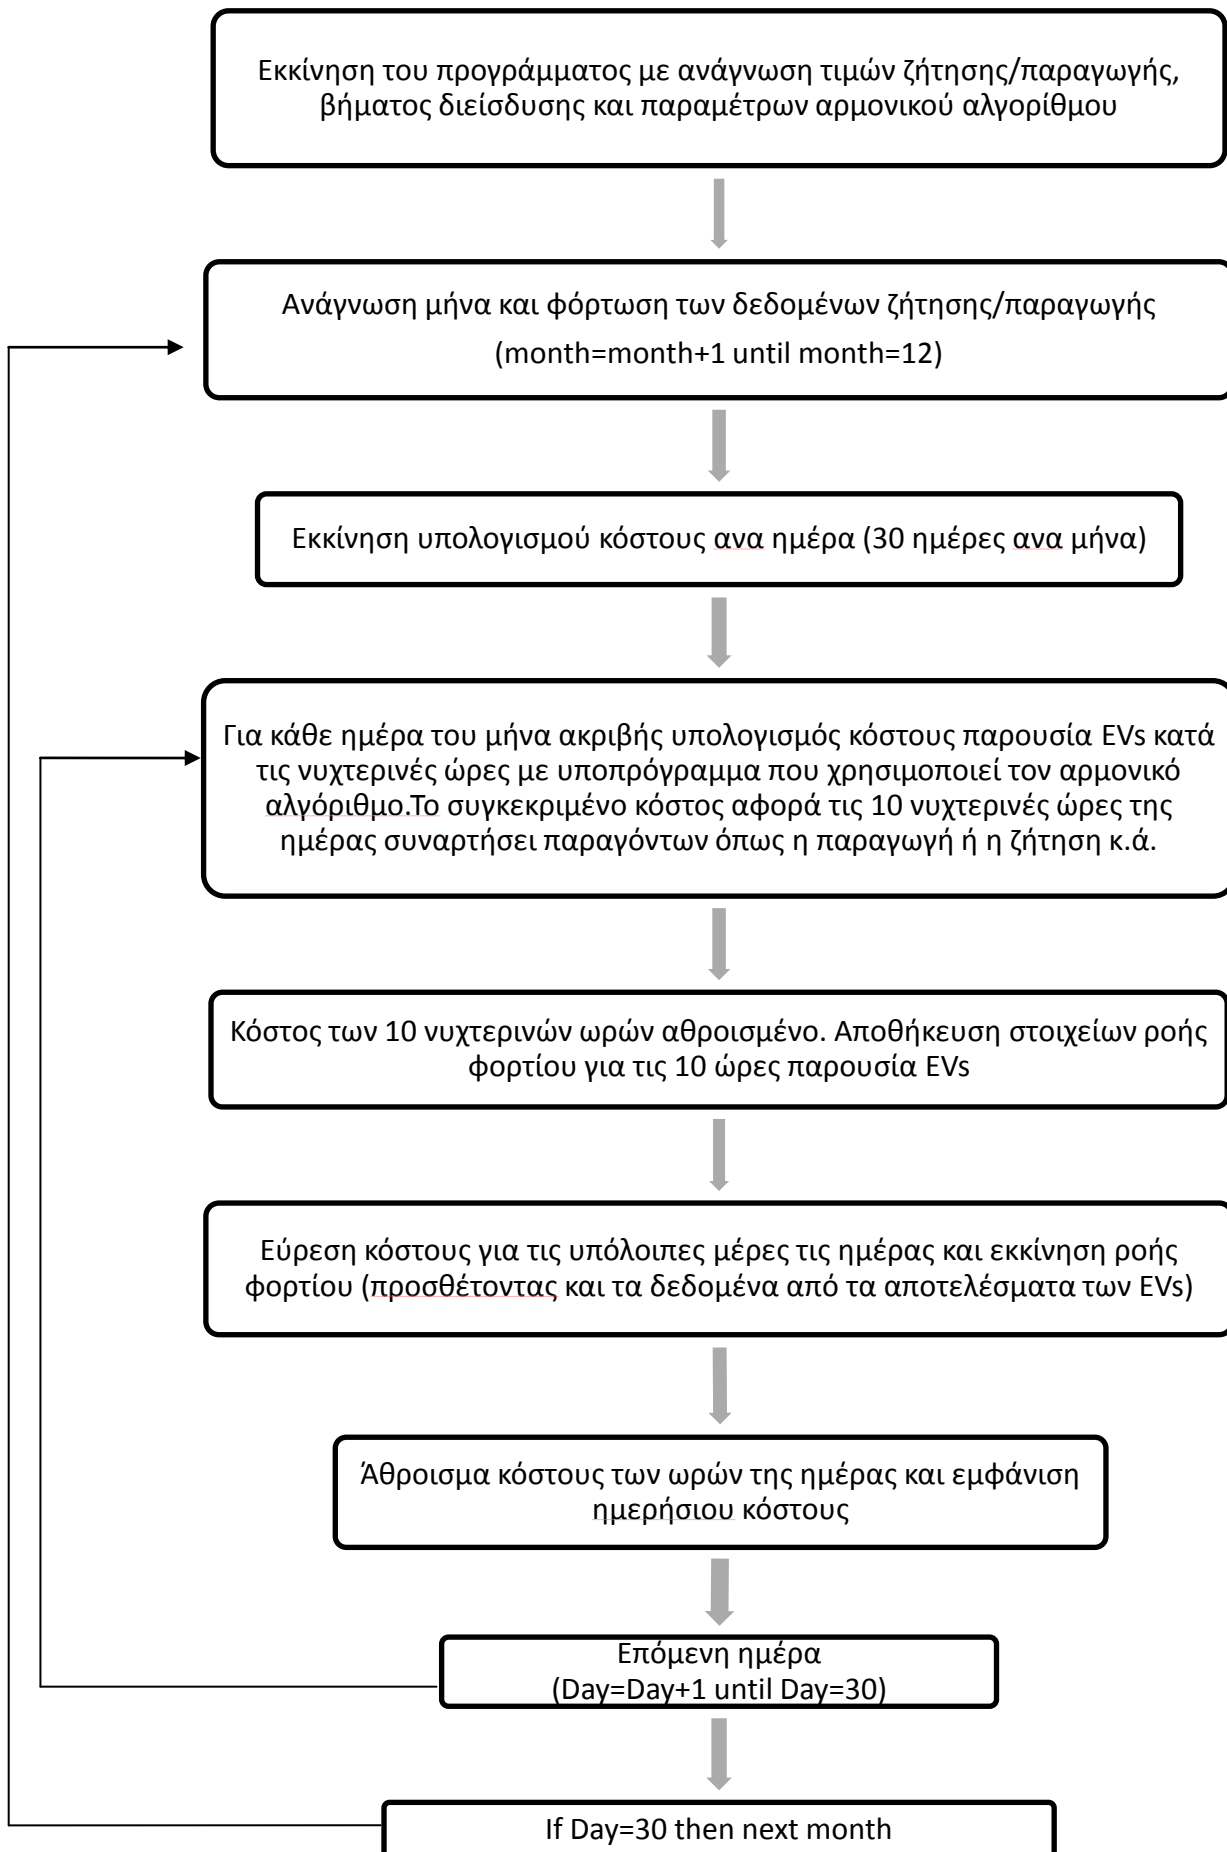 Εκκίνηση του προγράμματος με ανάγνωση τιμών ζήτησης/παραγωγής,
βήματος διείσδυσης και παραμέτρων αρμονικού αλγορίθμου
Ανάγνωση μήνα και φόρτωση των δεδομένων ζήτησης/παραγωγής
(month=month+1 until month=12)
Εκκίνηση υπολογισμού κόστους ανα ημέρα (30 ημέρες ανα μήνα)
Για κάθε ημέρα του μήνα ακριβής υπολογισμός κόστους παρουσία EVs κατά
τις νυχτερινές ώρες με υποπρόγραμμα που χρησιμοποιεί τον αρμονικό
αλγόριθμο.Το συγκεκριμένο κόστος αφορά τις 10 νυχτερινές ώρες της
ημέρας συναρτήσει παραγόντων όπως η παραγωγή ή η ζήτηση κ.ά.
Κόστος των 10 νυχτερινών ωρών αθροισμένο. Αποθήκευση στοιχείων ροής
φορτίου για τις 10 ώρες παρουσία EVs
Εύρεση κόστους για τις υπόλοιπες μέρες τις ημέρας και εκκίνηση ροής
φορτίου (προσθέτοντας και τα δεδομένα από τα αποτελέσματα των EVs)
Άθροισμα κόστους των ωρών της ημέρας και εμφάνιση
ημερήσιου κόστους
Επόμενη ημέρα
(Day=Day+1 until Day=30)
If Day=30 then next month